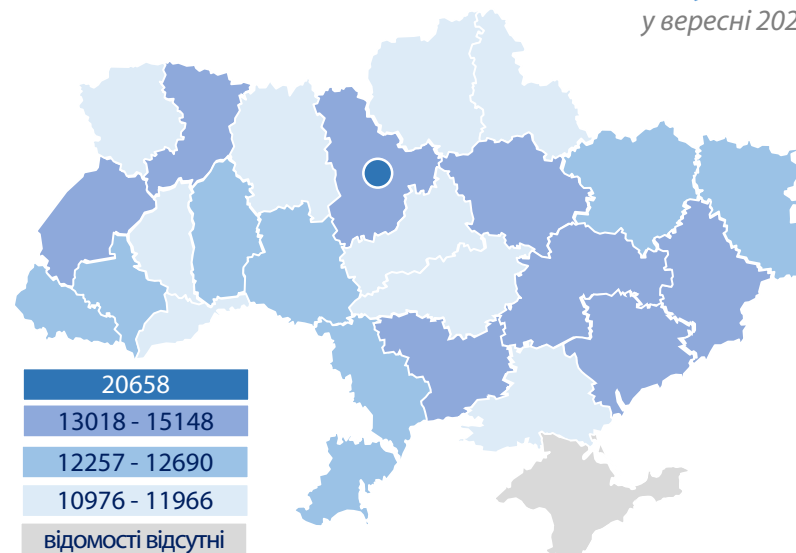 у вересні 202
20658
13018 - 15148
12257 - 12690
10976 - 11966
відомості відсутні